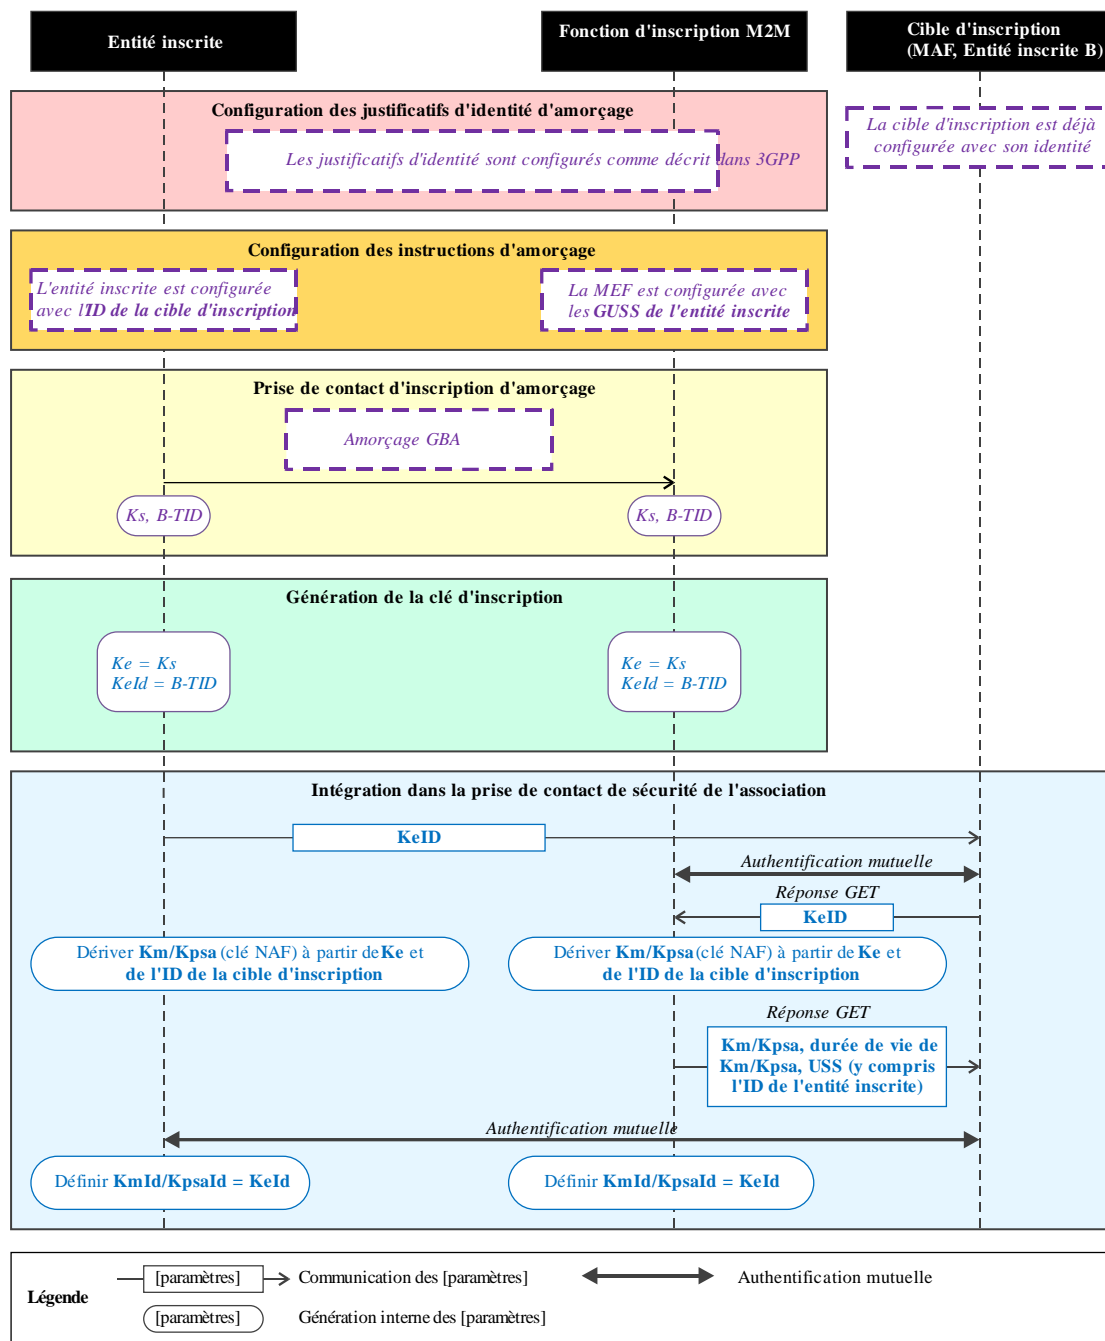 Entité inscrite
Fonction d'inscription M2M
Cible d'inscription
(MAF, Entité inscrite B)
Configuration des justificatifs d'identité d'amorçage
Les justificatifs d'identité sont configurés comme décrit dans 3GPP
La cible d'inscription est déjà
configurée avec son identité
Configuration des instructions d'amorçage
L'entité inscrite est configurée
avec l'ID de la cible d'inscription
La MEF est configurée avec
les GUSS de l'entité inscrite
Prise de contact d'inscription d'amorçage
Amorçage GBA
Ks, B-TID
Ks, B-TID
Génération de la clé d'inscription
Ke = Ks
KeId = B-TID
Ke = Ks
KeId = B-TID
Intégration dans la prise de contact de sécurité de l'association
KeID
Authentification mutuelle
Réponse GET
KeID
Dériver Km/Kpsa (clé NAF) à partir de Ke et
de l'ID de la cible d'inscription
Dériver Km/Kpsa (clé NAF) à partir de Ke et
de l'ID de la cible d'inscription
Réponse GET
Km/Kpsa, durée de vie de
Km/Kpsa, USS (y compris
l'ID de l'entité inscrite)
Authentification mutuelle
Définir KmId/KpsaId = KeId
Définir KmId/KpsaId = KeId
Légende
[paramètres]
Communication des [paramètres]
Authentification mutuelle
[paramètres]
Génération interne des [paramètres]